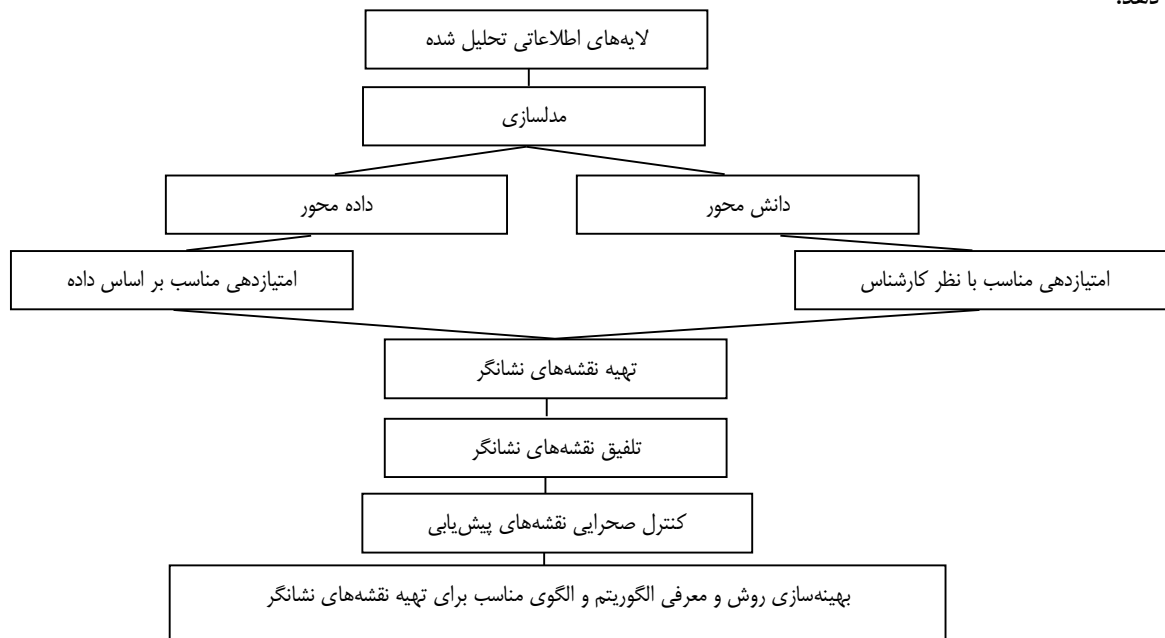 دهد.
لایه‌های اطلاعاتی تحلیل شده
مدلسازی
دانش محور
داده محور
امتیازدهی مناسب با نظر کارشناس
امتیازدهی مناسب بر اساس داده
تهیه نقشه‌های نشانگر
تلفیق نقشه‌های نشانگر
کنترل صحرایی نقشه‌های پیش‌یابی
بهینه‌سازی روش و معرفی الگوریتم و الگوی مناسب برای تهیه نقشه‌های نشانگر